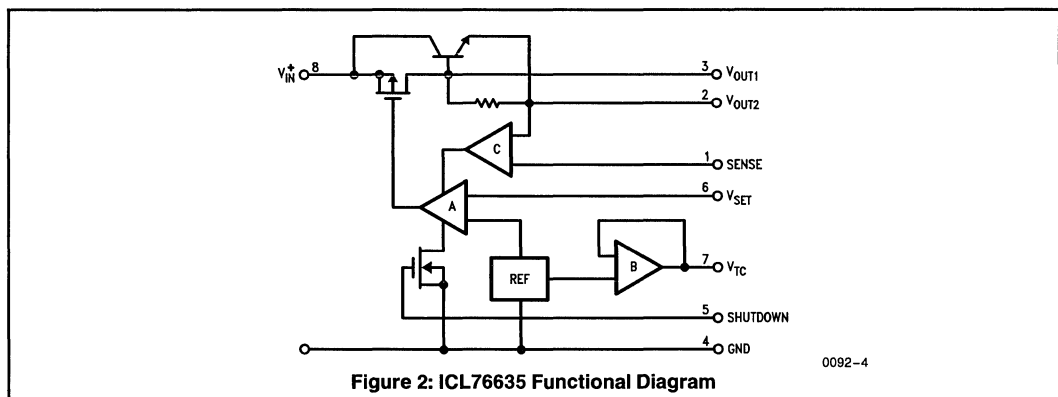 V+IN 8
3 VOUT1
2 VOUT2
C
1 SENSE
6 VSET
A
B
7 VTC
REF
5 SHUTDOWN
4 GND
0092–4
Figure 2: ICL76635 Functional Diagram